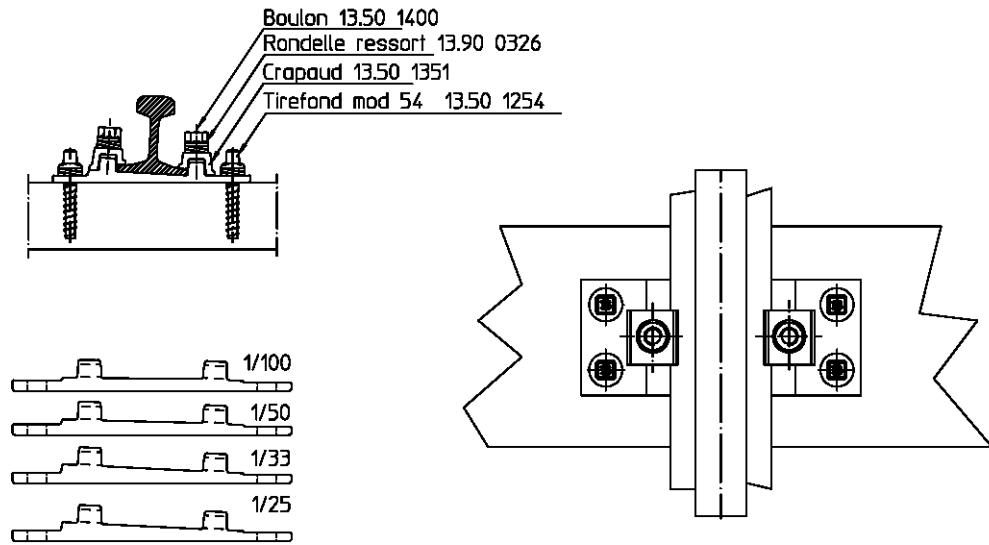 Boulon 13.50 1400
Rondelle ressort 13.90 0326
Crapaud 13.50 1351
Tirefond mod 54 13.50 1254
1/100
1/50
1/33
1/25